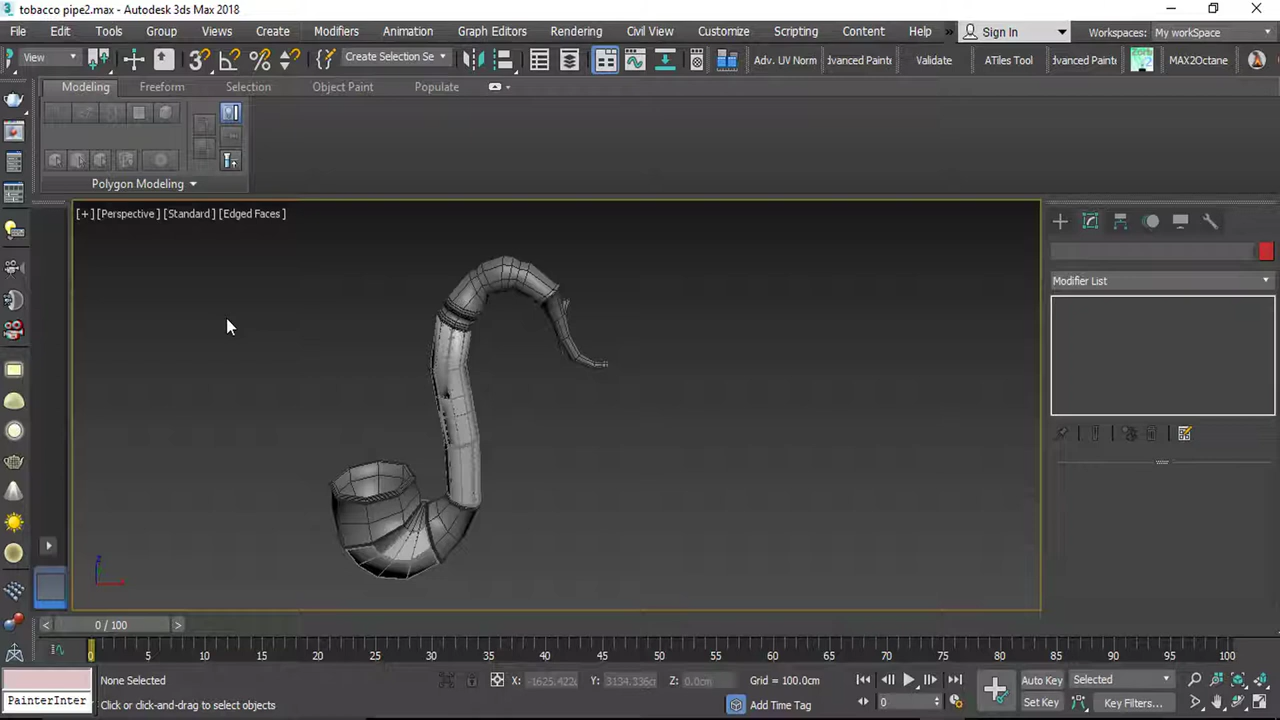 tobacco pipe2.max - Autodesk 3ds Max 2018
File Edit Tools Group Views Create Modifiers Animation Graph Editors Rendering Civil View Customize Scripting Content Help Sign In Workspaces: My workSpace
View Create Selection Se Adv. UV Norm dvanced Painte Validate ATiles Tool dvanced Painte MAX2Octane
Modeling Freeform Selection Object Paint Populate
Polygon Modeling
[+] [Perspective] [Standard] [Edged Faces]
Modifier List
z
0 / 100
0 5 10 15 20 25 30 35 40 45 50 55 60 65 70 75 80 85 90 95 100
None Selected X: -1625.422c Y: 3134.336c Z: 0.0cm Grid = 100.0cm Auto Key Selected
PainterInter Click or click-and-drag to select objects Add Time Tag 0 Set Key Key Filters...